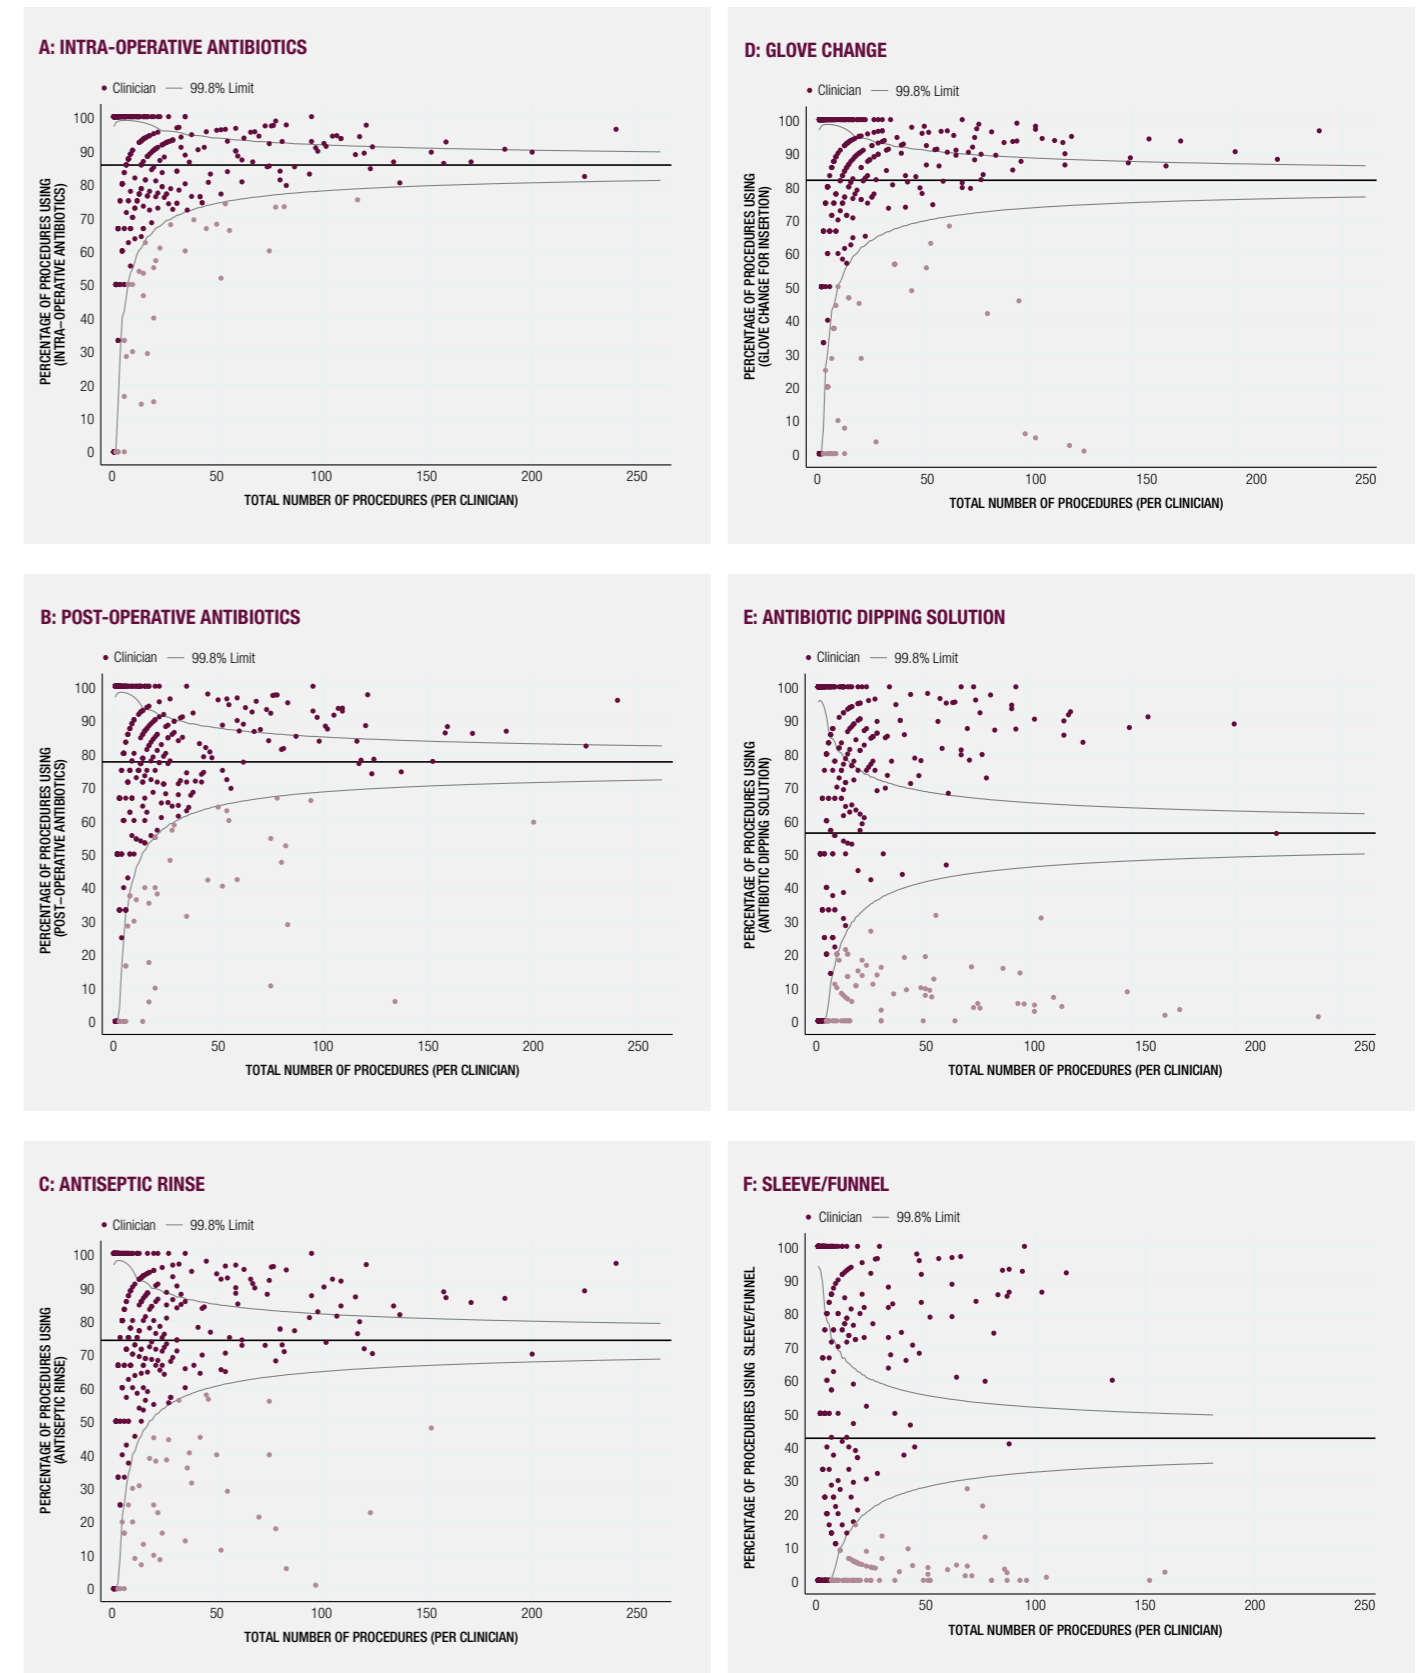 A: INTRA-OPERATIVE ANTIBIOTICS
Clinician — 99.8% Limit
PERCENTAGE OF PROCEDURES USING
(INTRA–OPERATIVE ANTIBIOTICS)
100
90
80
70
60
50
40
30
20
10
0
0 50 100 150 200 250
TOTAL NUMBER OF PROCEDURES (PER CLINICIAN)
B: POST-OPERATIVE ANTIBIOTICS
Clinician — 99.8% Limit
PERCENTAGE OF PROCEDURES USING
(POST–OPERATIVE ANTIBIOTICS)
100
90
80
70
60
50
40
30
20
10
0
0 50 100 150 200 250
TOTAL NUMBER OF PROCEDURES (PER CLINICIAN)
C: ANTISEPTIC RINSE
Clinician — 99.8% Limit
PERCENTAGE OF PROCEDURES USING
(ANTISEPTIC RINSE)
100
90
80
70
60
50
40
30
20
10
0
0 50 100 150 200 250
TOTAL NUMBER OF PROCEDURES (PER CLINICIAN)
D: GLOVE CHANGE
Clinician — 99.8% Limit
PERCENTAGE OF PROCEDURES USING
(GLOVE CHANGE FOR INSERTION)
100
90
80
70
60
50
40
30
20
10
0
0 50 100 150 200 250
TOTAL NUMBER OF PROCEDURES (PER CLINICIAN)
E: ANTIBIOTIC DIPPING SOLUTION
Clinician — 99.8% Limit
PERCENTAGE OF PROCEDURES USING
(ANTIBIOTIC DIPPING SOLUTION)
100
90
80
70
60
50
40
30
20
10
0
0 50 100 150 200 250
TOTAL NUMBER OF PROCEDURES (PER CLINICIAN)
F: SLEEVE/FUNNEL
Clinician — 99.8% Limit
PERCENTAGE OF PROCEDURES USING SLEEVE/FUNNEL
100
90
80
70
60
50
40
30
20
10
0
0 50 100 150 200 250
TOTAL NUMBER OF PROCEDURES (PER CLINICIAN)